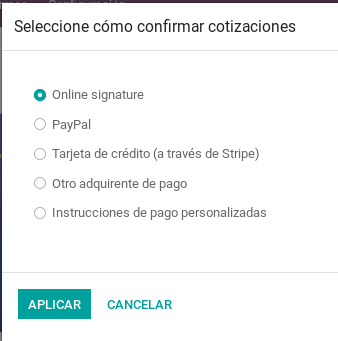 Seleccione cómo confirmar cotizaciones
Online signature
PayPal
Tarjeta de crédito (a través de Stripe)
Otro adquirente de pago
Instrucciones de pago personalizadas
APLICAR CANCELAR